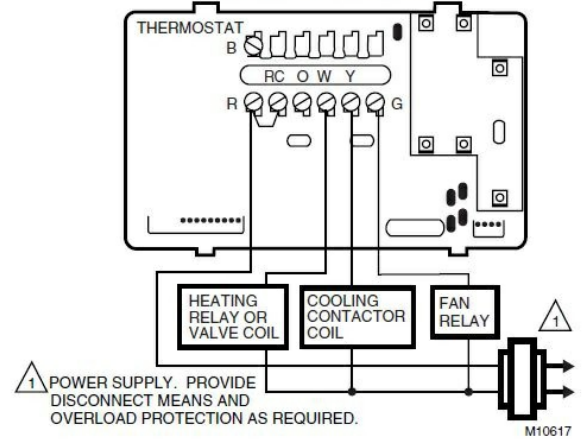 THERMOSTAT
B
RC O W Y
R
G
HEATING
RELAY OR
VALVE COIL
COOLING
CONTACTOR
COIL
FAN
RELAY
1
1 POWER SUPPLY. PROVIDE
DISCONNECT MEANS AND
OVERLOAD PROTECTION AS REQUIRED.
M10617